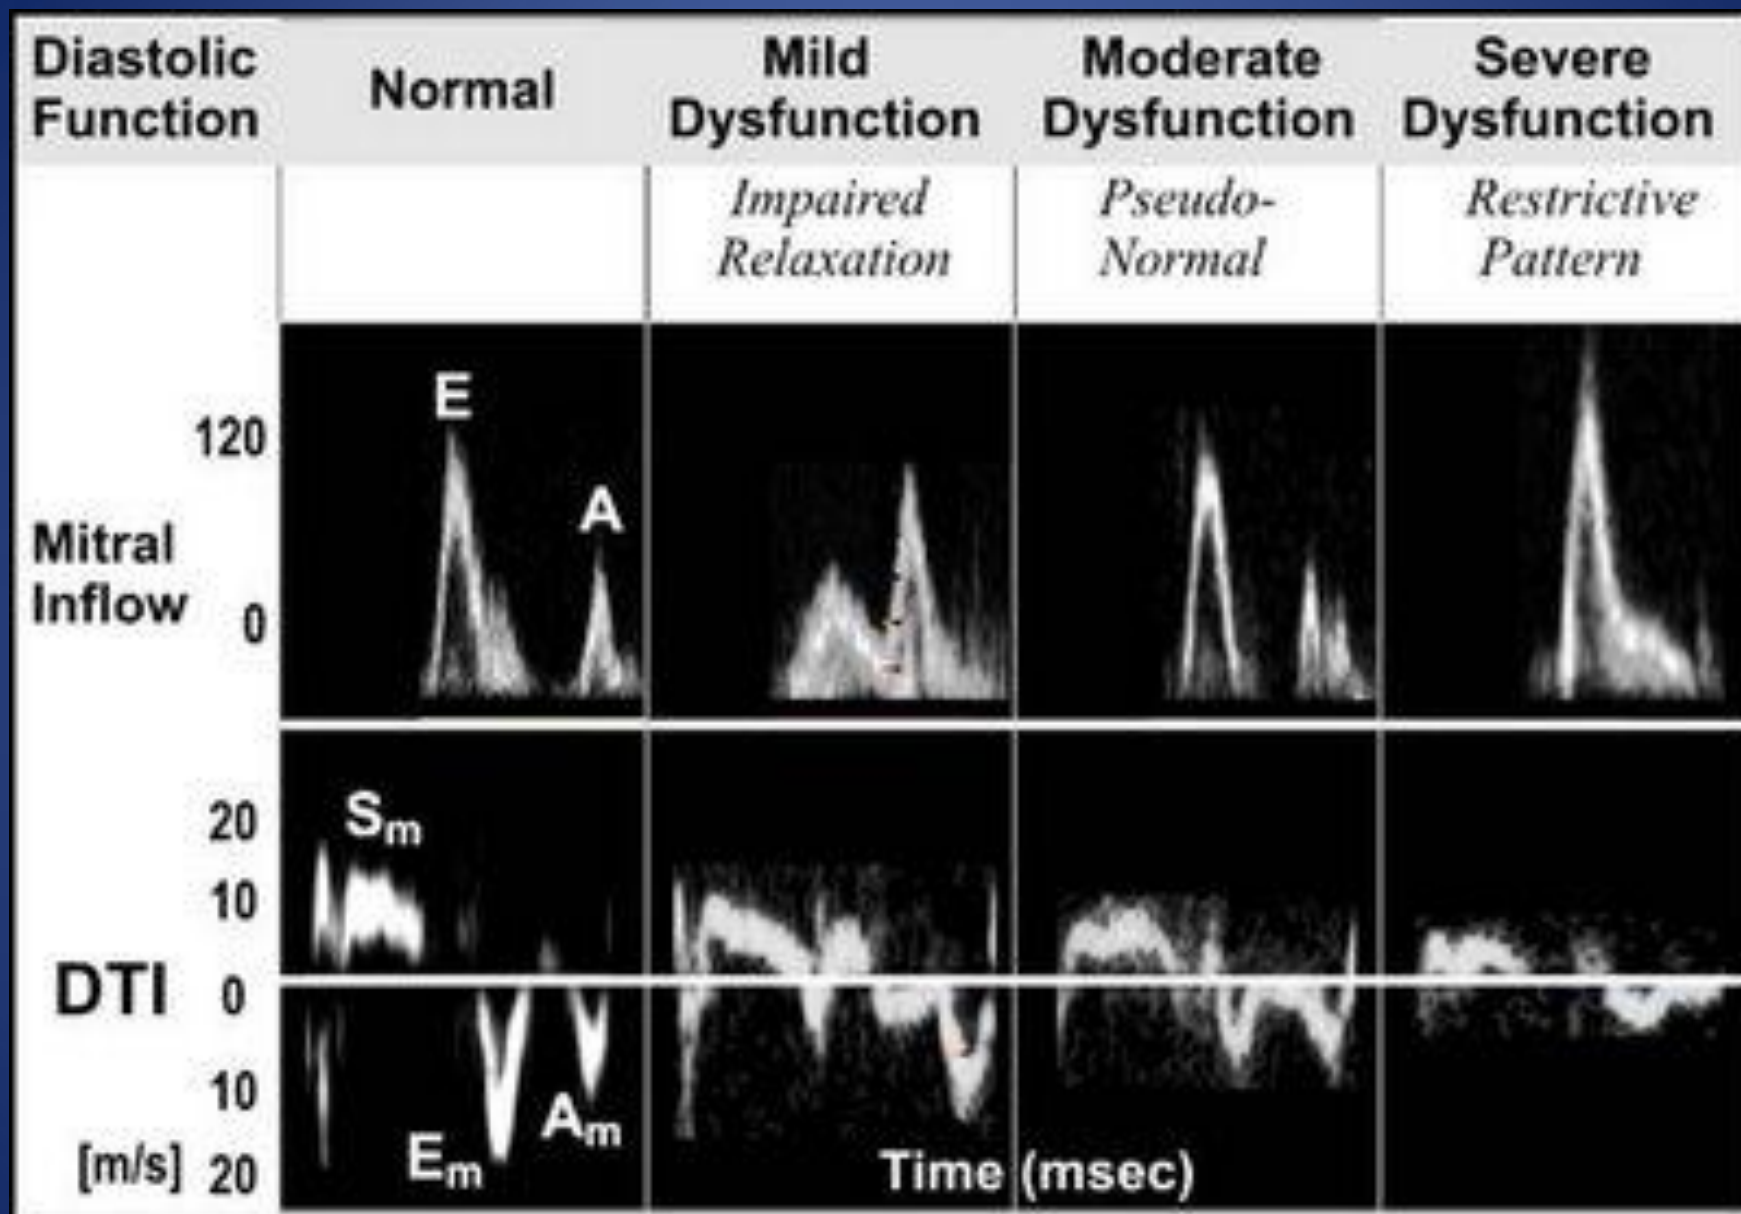 Diastolic
Function
Normal
Mild
Dysfunction
Moderate
Dysfunction
Severe
Dysfunction
Impaired
Relaxation
Pseudo-
Normal
Restrictive
Pattern
Mitral
Inflow
120
0
E
A
DTI
[m/s]
20
10
0
10
20
Sm
Em
Am
Time (msec)